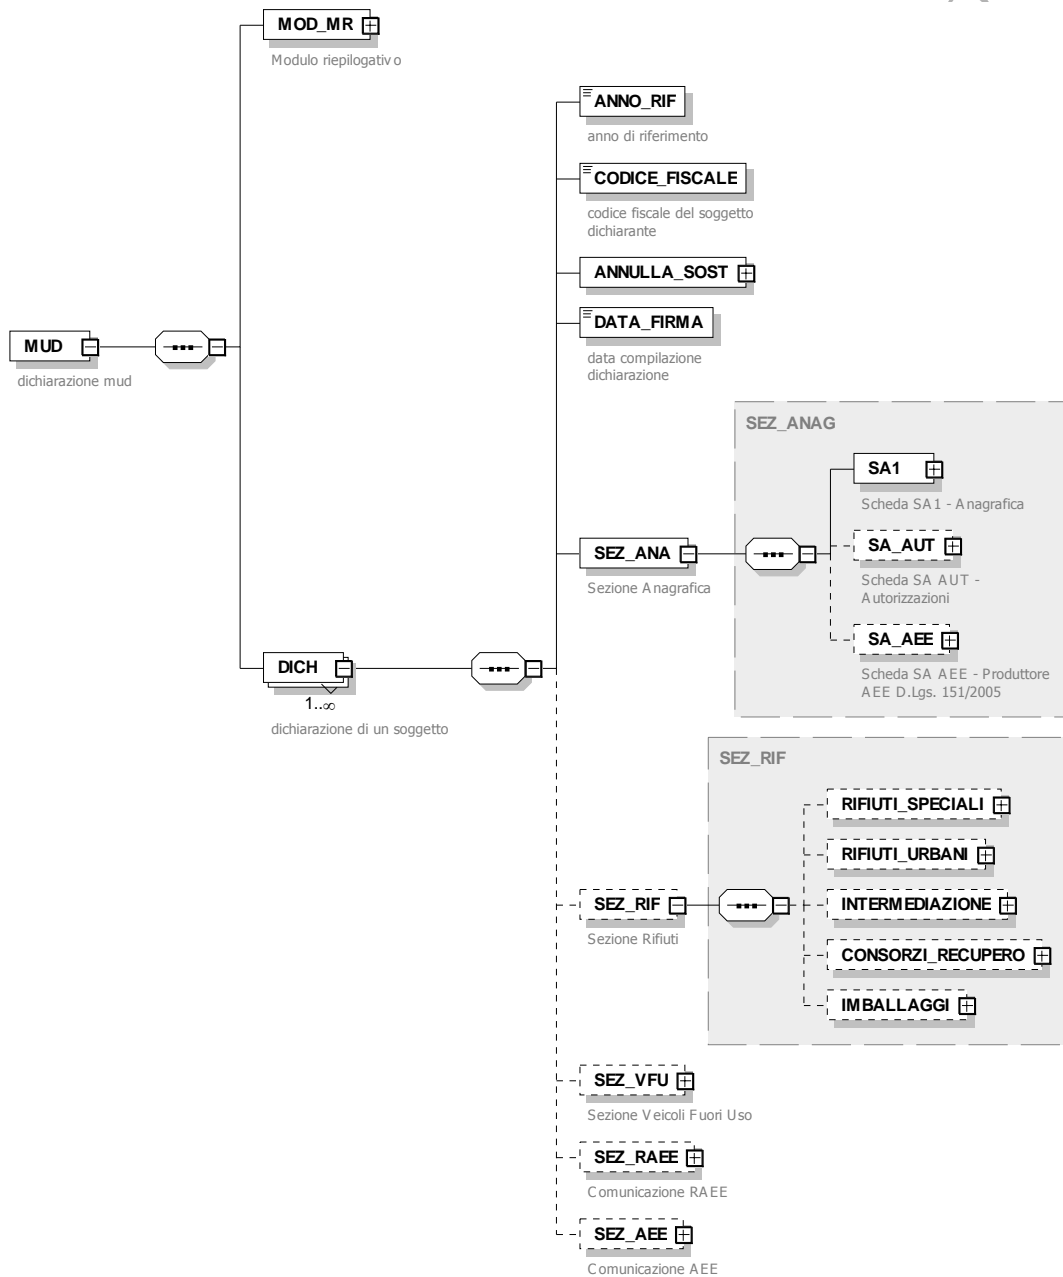 MOD_MR
Modulo riepilogativo
ANNO_RIF
anno di riferimento
CODICE_FISCALE
codice fiscale del soggetto
dichiarante
ANNULLA_SOST
DATA_FIRMA
data compilazione
dichiarazione
MUD
dichiarazione mud
SEZ_ANAG
SA1
Scheda SA1 - Anagrafica
SA_AUT
Scheda SA AUT -
Autorizzazioni
SA_AEE
Scheda SA AEE - Produttore
AEE D.Lgs. 151/2005
SEZ_ANA
Sezione Anagrafica
DICH
1..∞
dichiarazione di un soggetto
SEZ_RIF
RIFIUTI_SPECIALI
RIFIUTI_URBANI
INTERMEDIAZIONE
CONSORZI_RECUPERO
IMBALLAGGI
SEZ_RIF
Sezione Rifiuti
SEZ_VFU
Sezione Veicoli Fuori Uso
SEZ_RAEE
Comunicazione RAEE
SEZ_AEE
Comunicazione AEE